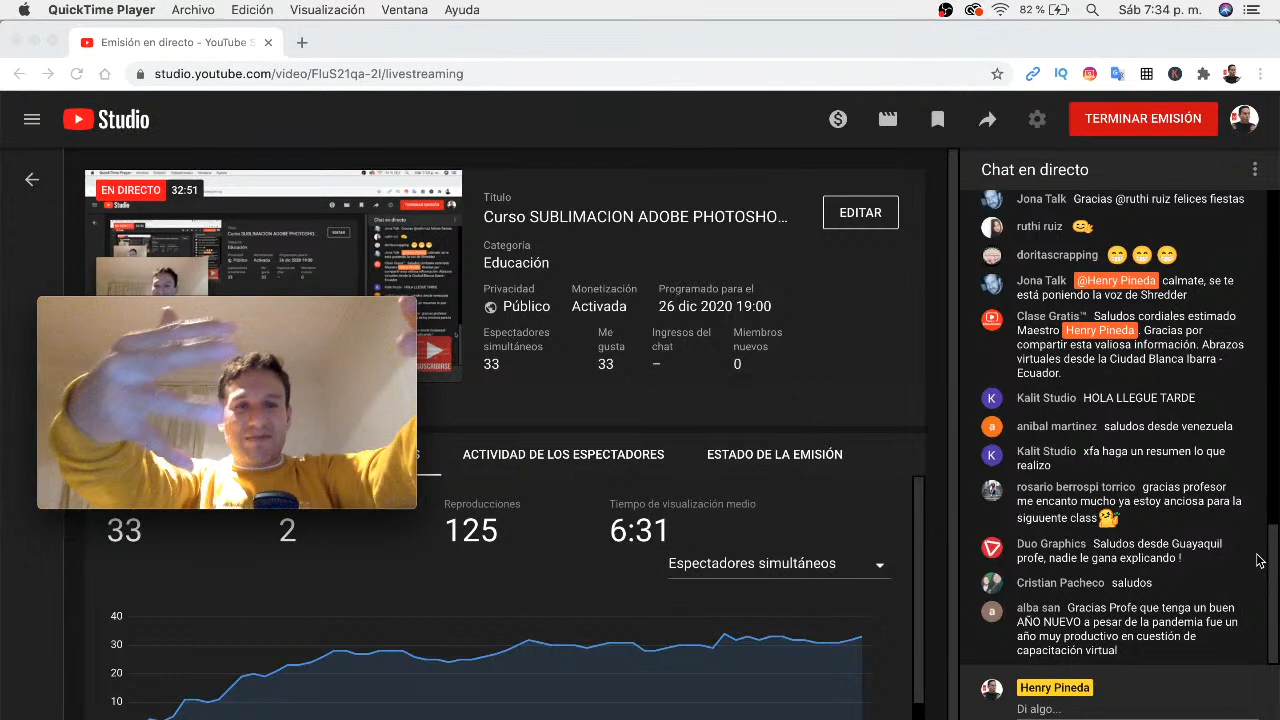 QuickTime Player Archivo Edición Visualización Ventana Ayuda 82 % Sáb 7:34 p. m.
Emisión en directo - YouTube S
studio.youtube.com/video/FIuS21qa-2I/livestreaming
Studio
TERMINAR EMISIÓN
EN DIRECTO 32:51
Título
Curso SUBLIMACION ADOBE PHOTOSHO...
EDITAR
Categoría
Educación
Privacidad Monetización Programado para el
Público Activada 26 dic 2020 19:00
Espectadores simultáneos Me gusta Ingresos del chat Miembros nuevos
33 33 – 0
ACTIVIDAD DE LOS ESPECTADORES ESTADO DE LA EMISIÓN
Reproducciones Tiempo de visualización medio
33 2 125 6:31
Espectadores simultáneos
40
30
20
10
Chat en directo
Jona Talk Gracias @ruthi ruiz felices fiestas
ruthi ruiz
doritascrapping
Jona Talk @Henry Pineda calmate, se te
está poniendo la voz de Shredder
Clase Gratis™ Saludos cordiales estimado
Maestro Henry Pineda. Gracias por
compartir esta valiosa información. Abrazos
virtuales desde la Ciudad Blanca Ibarra -
Ecuador.
Kalit Studio HOLA LLEGUE TARDE
anibal martinez saludos desde venezuela
Kalit Studio xfa haga un resumen lo que
realizo
rosario berrospi torrico gracias profesor
me encanto mucho ya estoy anciosa para la
siguuente class
Duo Graphics Saludos desde Guayaquil
profe, nadie le gana explicando !
Cristian Pacheco saludos
alba san Gracias Profe que tenga un buen
AÑO NUEVO a pesar de la pandemia fue un
año muy productivo en cuestion de
capacitación virtual
Henry Pineda
Di algo...